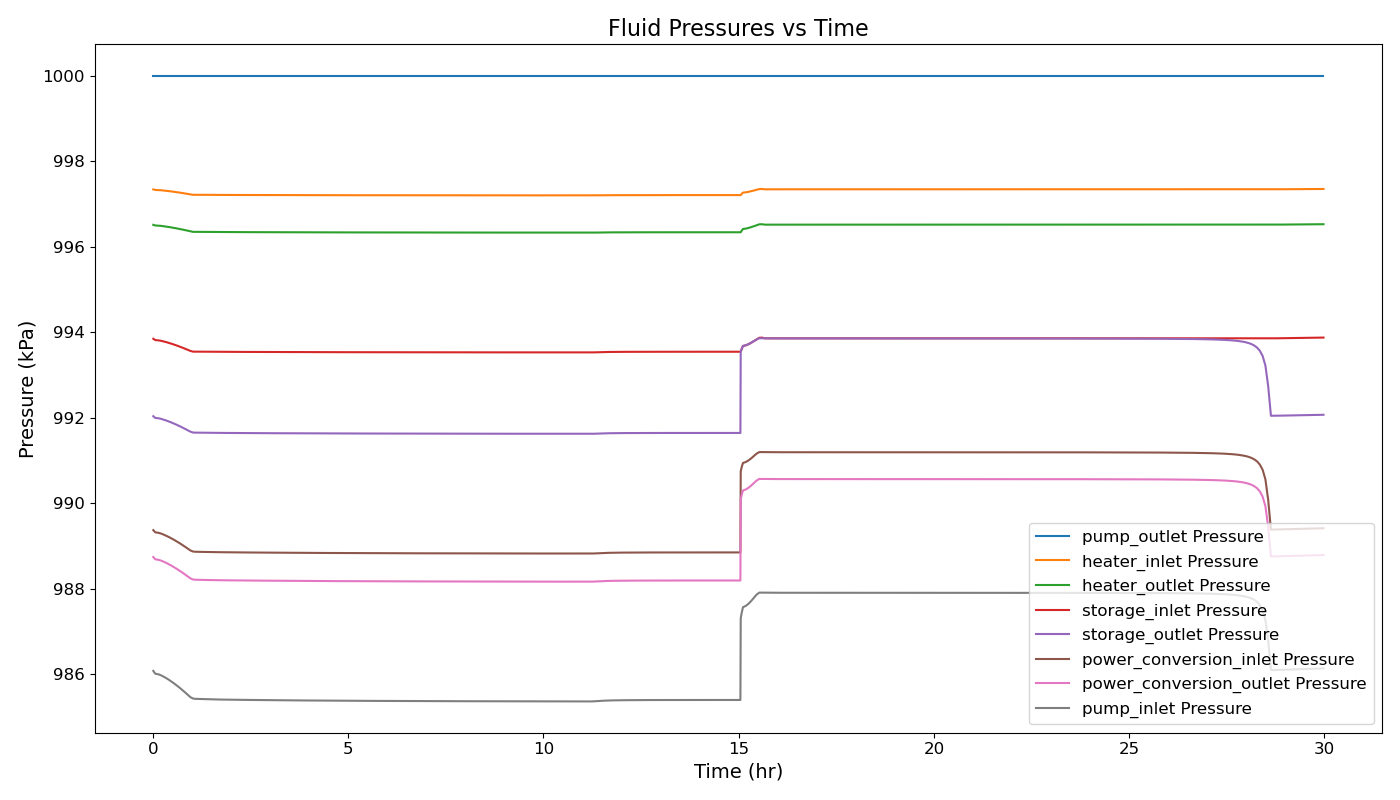 Fluid Pressures vs Time
Pressure (kPa)
1000
998
996
994
992
990
988
986
0
5
10
15
20
25
30
Time (hr)
pump_outlet Pressure
heater_inlet Pressure
heater_outlet Pressure
storage_inlet Pressure
storage_outlet Pressure
power_conversion_inlet Pressure
power_conversion_outlet Pressure
pump_inlet Pressure